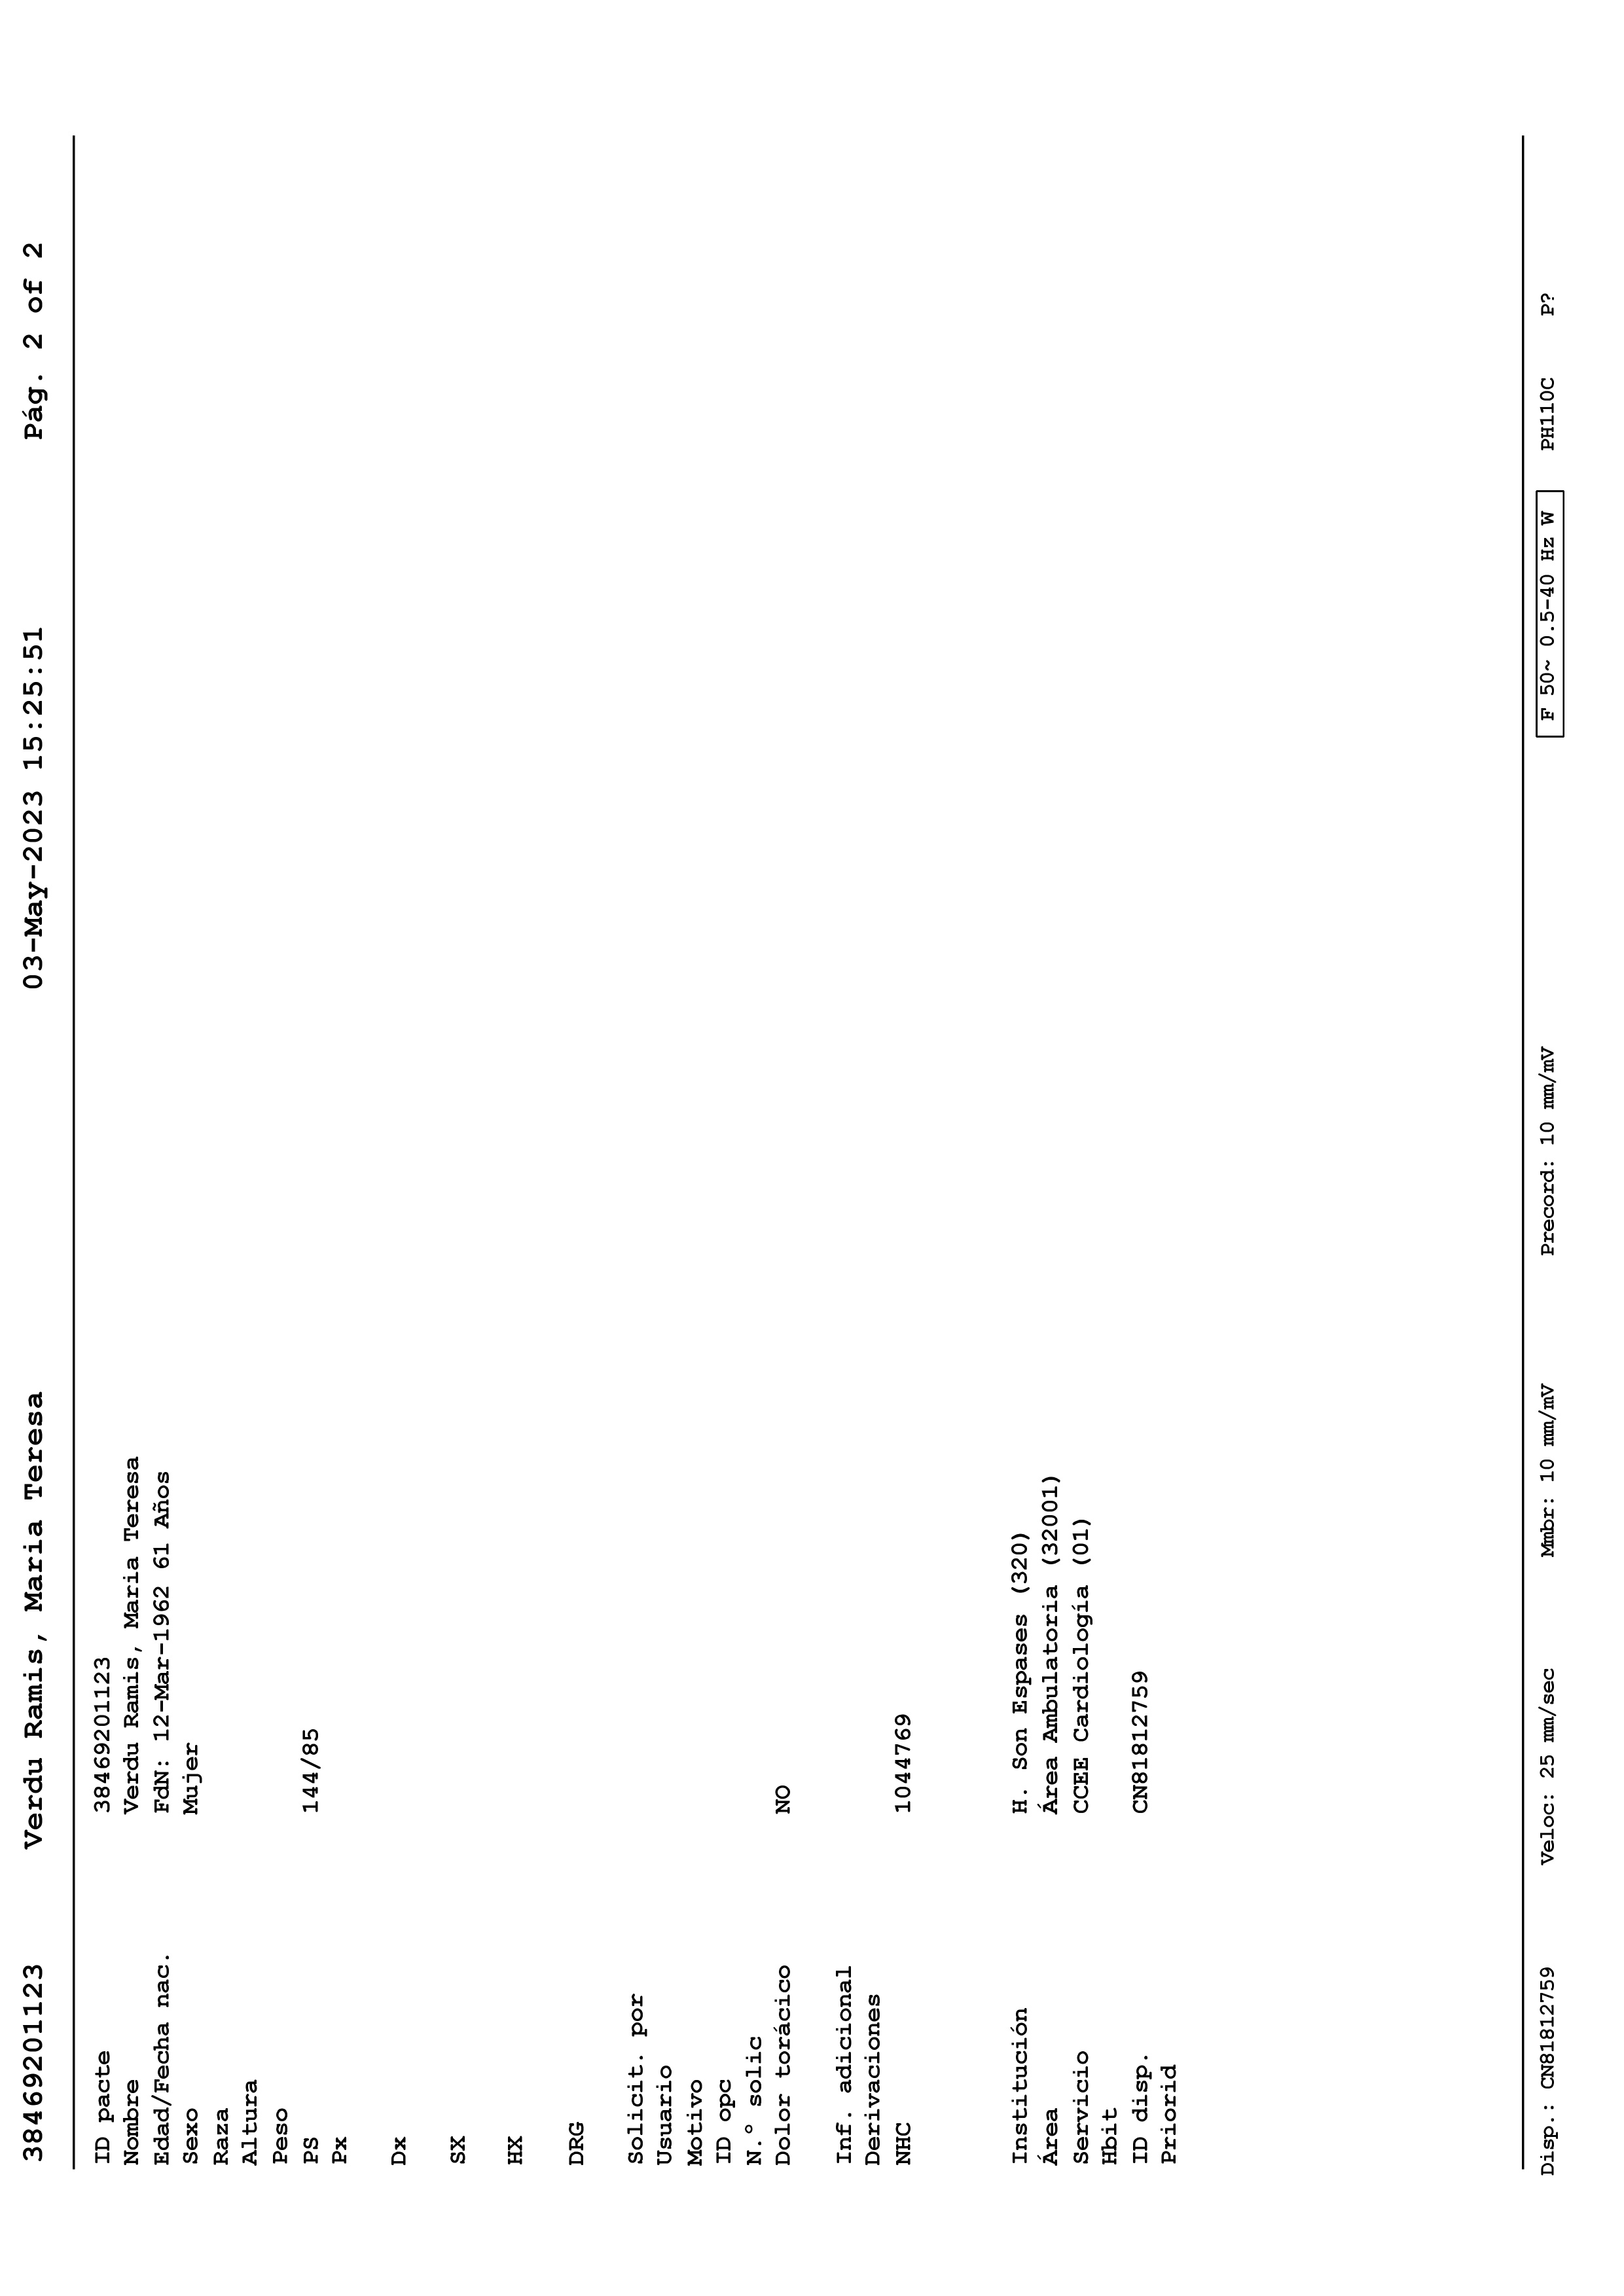 38469201123 Verdu Ramis, Maria Teresa 03-May-2023 15:25:51 Pág. 2 of 2
ID pacte 38469201123
Nombre Verdu Ramis, Maria Teresa
Edad/Fecha nac. FdN: 12-Mar-1962 61 Años
Sexo Mujer
Raza
Altura
Peso
PS 144/85
Px
Dx
SX
HX
DRG
Solicit. por
Usuario
Motivo
ID opc
N.º solic
Dolor torácico NO
Inf. adicional
Derivaciones
NHC 1044769
Institución H. Son Espases (320)
Área Área Ambulatoria (32001)
Servicio CCEE Cardiología (01)
Hbit
ID disp. CN81812759
Priorid
Disp.: CN81812759 Veloc: 25 mm/sec Mmbr: 10 mm/mV Precord: 10 mm/mV F 50~ 0.5-40 Hz W PH110C P?